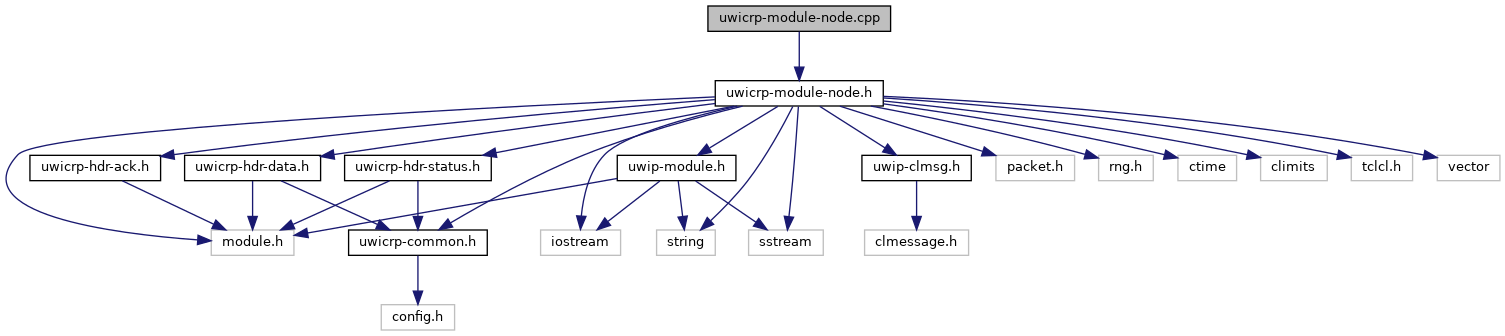 uwicrp-module-node.cpp
uwicrp-module-node.h
uwicrp-hdr-ack.h
uwicrp-hdr-data.h
uwicrp-hdr-status.h
uwip-module.h
uwip-clmsg.h
packet.h
rng.h
ctime
climits
tclcl.h
vector
module.h
uwicrp-common.h
iostream
string
sstream
clmessage.h
config.h